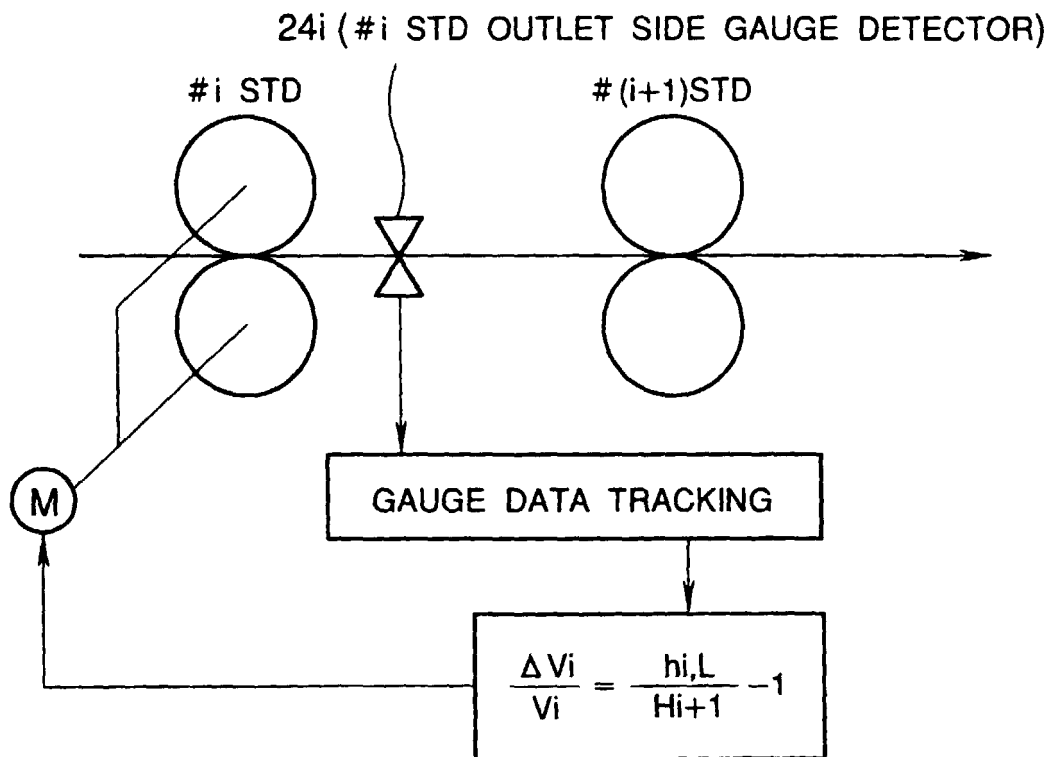 24i (#i STD OUTLET SIDE GAUGE DETECTOR)
#i STD
#(i+1)STD
M
GAUGE DATA TRACKING
ΔVi/Vi = hi,L/Hi+1 −1